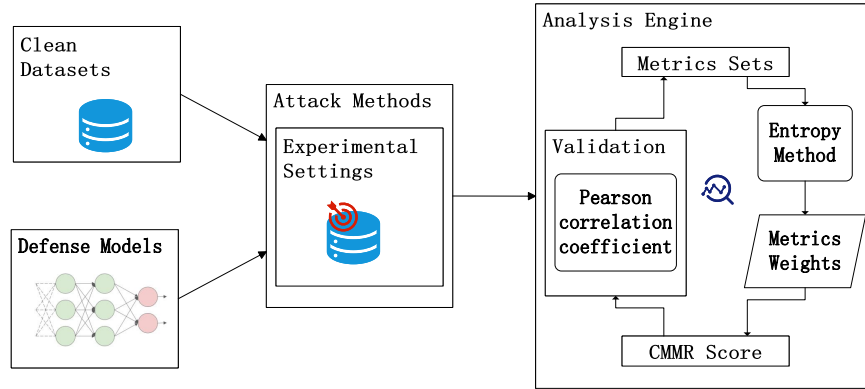 Clean
Datasets
Defense Models
Attack Methods
Experimental
Settings
Analysis Engine
Metrics Sets
Entropy
Method
Metrics
Weights
CMMR Score
Validation
Pearson
correlation
coefficient